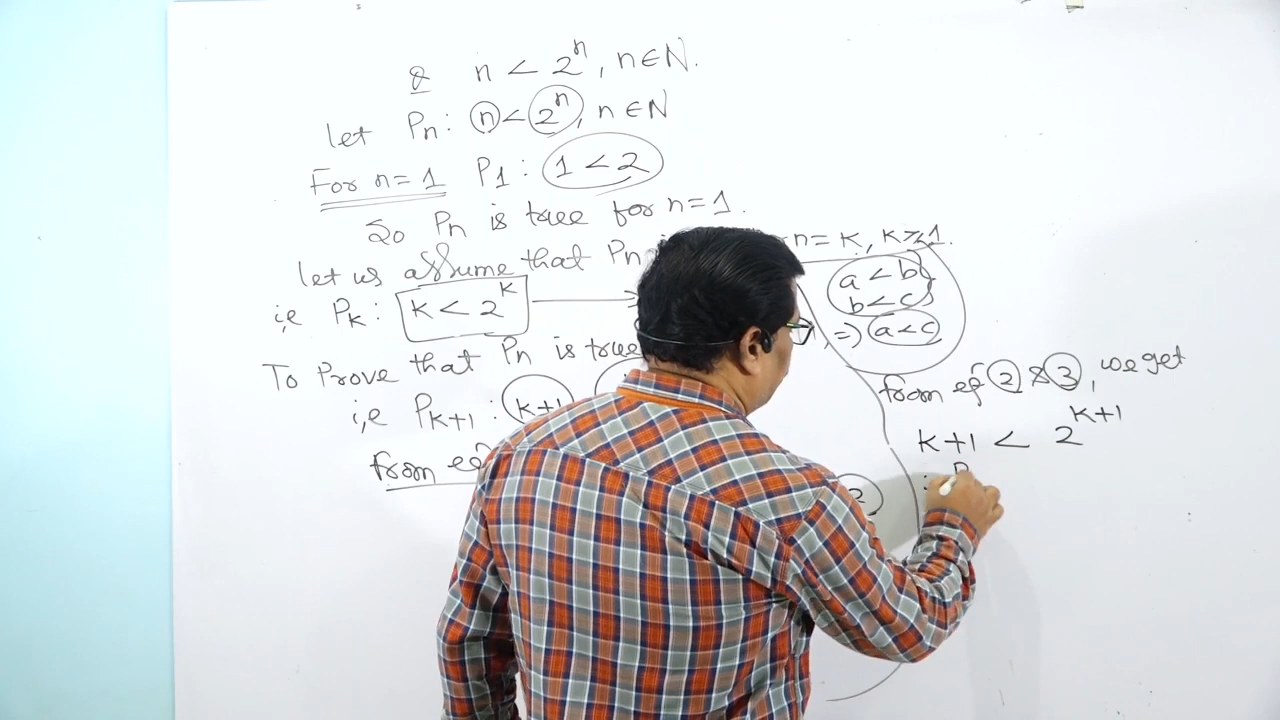 Q n < 2^n, n ∈ N.
let Pn: n < 2^n, n ∈ N
For n = 1 P1: 1 < 2
So Pn is true for n = 1.
let us assume that Pn n = k, k ≥ 1.
i,e Pk: k < 2^k
To Prove that Pn is true
i,e Pk+1: k+1
from eq
2
a < b
b < c
=> a < c
from eq 2 & 3, we get
k+1 < 2^k+1